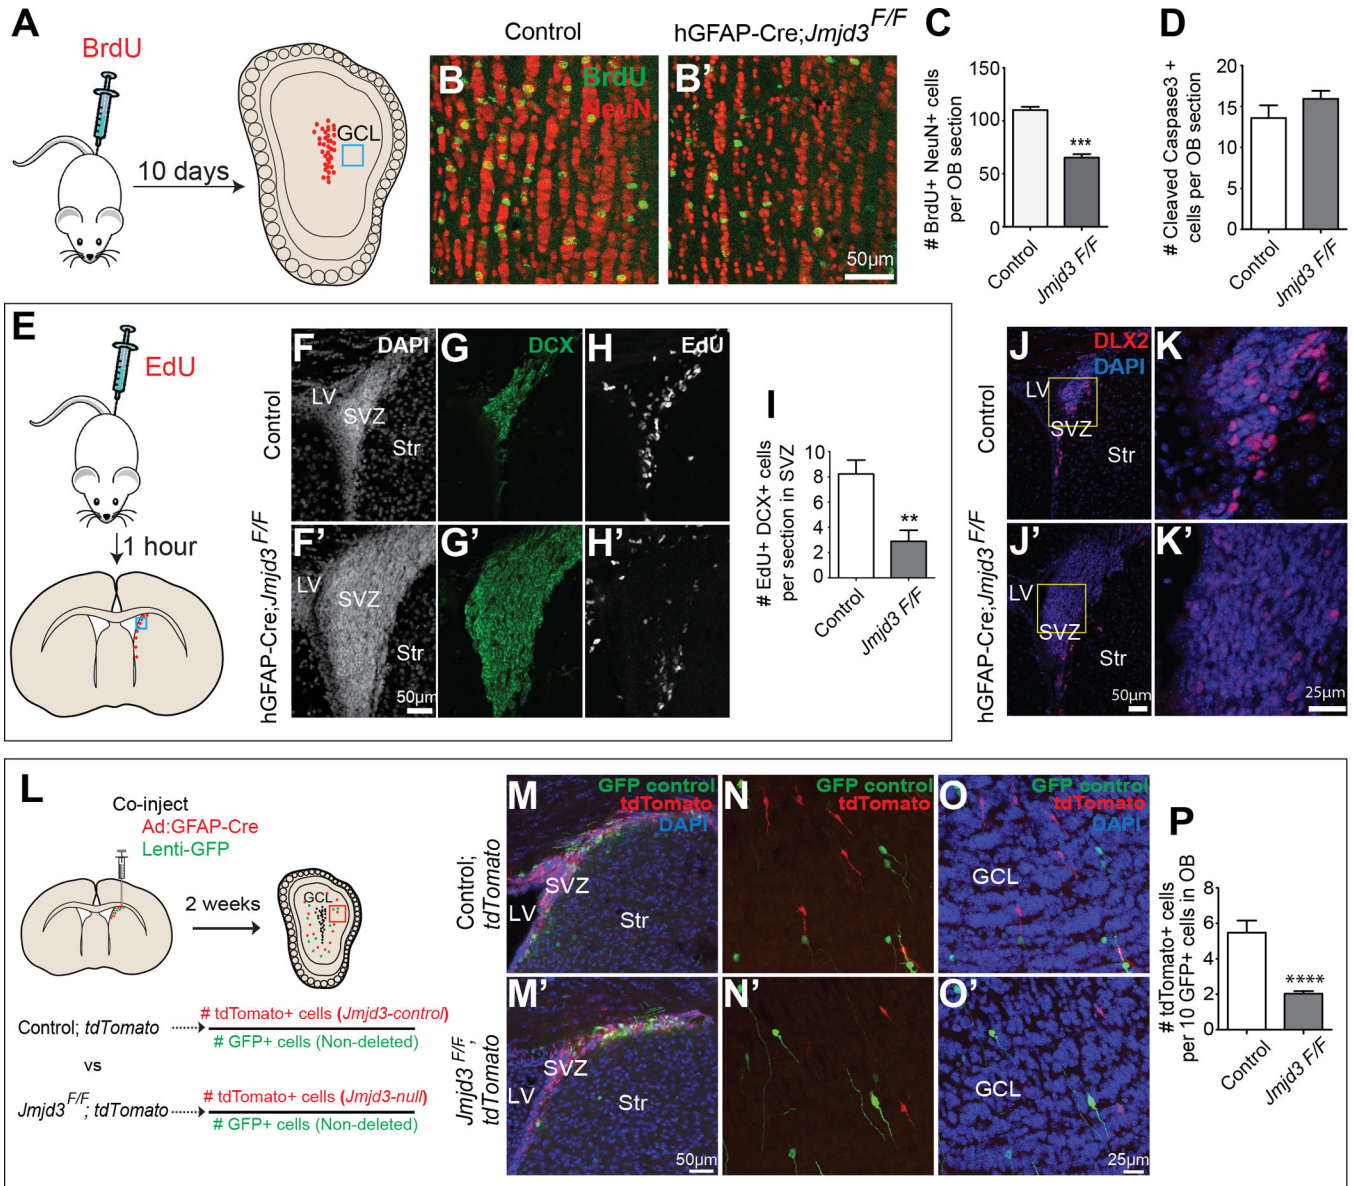 A
BrdU
10 days
GCL
Control
hGFAP-Cre;Jmjd3 F/F
B
BrdU
NeuN
B'
50µm
C
# BrdU+ NeuN+ cells
per OB section
150
100
50
0
***
Control
Jmjd3 F/F
D
# Cleaved Caspase3 +
cells per OB section
20
15
10
5
0
Control
Jmjd3 F/F
E
EdU
1 hour
Control
hGFAP-Cre;Jmjd3 F/F
F
DAPI
LV
SVZ
Str
G
DCX
H
EdU
F'
LV
SVZ
Str
50µm
G'
H'
I
# EdU+ DCX+ cells
per section in SVZ
10
8
6
4
2
0
**
Control
Jmjd3 F/F
Control
hGFAP-Cre;Jmjd3 F/F
J
DLX2
DAPI
LV
SVZ
Str
K
J'
LV
SVZ
Str
50µm
K'
25µm
L
Co-inject
Ad:GFAP-Cre
Lenti-GFP
2 weeks
GCL
Control; tdTomato
# tdTomato+ cells (Jmjd3-control)
# GFP+ cells (Non-deleted)
vs
Jmjd3 F/F; tdTomato
# tdTomato+ cells (Jmjd3-null)
# GFP+ cells (Non-deleted)
Control;
tdTomato
Jmjd3 F/F;
tdTomato
M
GFP control
tdTomato
DAPI
SVZ
LV
Str
N
GFP control
tdTomato
O
GFP control
tdTomato
DAPI
GCL
M'
SVZ
LV
Str
50µm
N'
O'
GCL
25µm
P
# tdTomato+ cells
per 10 GFP+ cells in OB
8
6
4
2
0
****
Control
Jmjd3 F/F